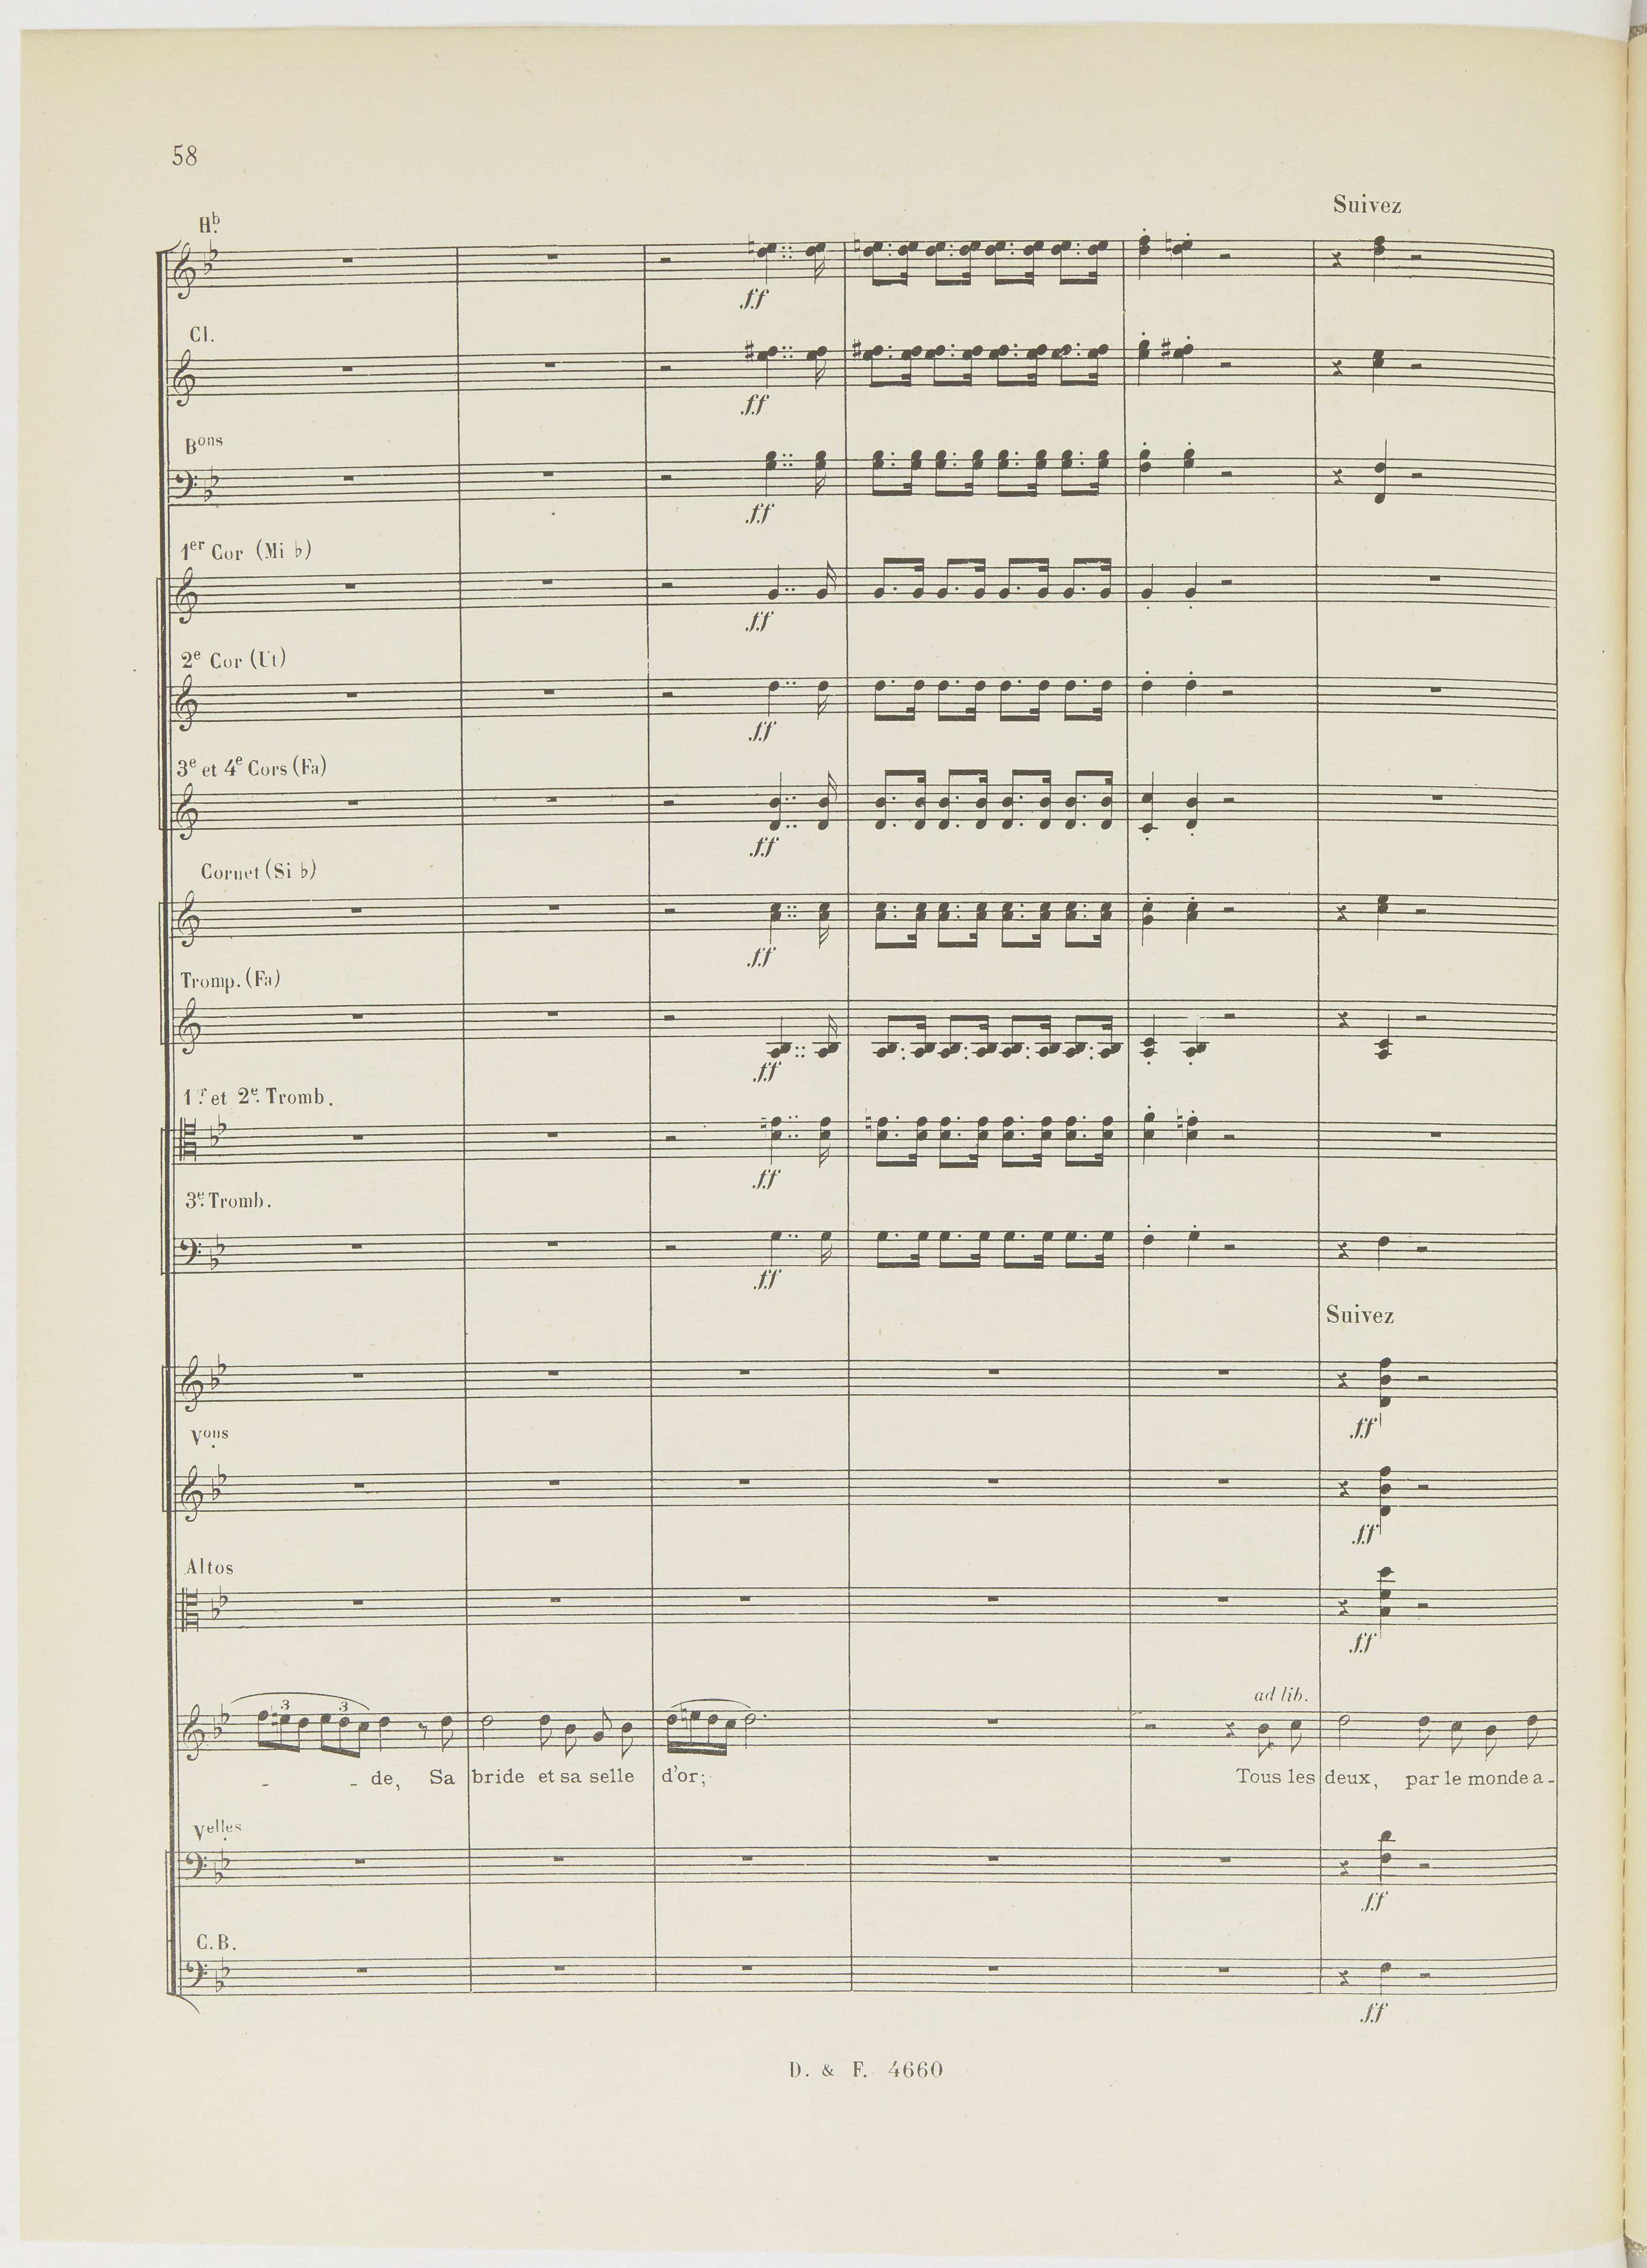 58
Suivez
Hb.
ff
Cl.
ff
Bons
ff
1er Cor (Mi ♭)
ff
2e Cor (Ut)
ff
3e et 4e Cors (Fa)
ff
Cornet (Si ♭)
ff
Tromp. (Fa)
ff
1.r et 2e. Tromb.
ff
3e. Tromb.
ff
Suivez
ff
Vons
ff
Altos
ff
3 3 ad lib.
- - de, Sa bride et sa selle d'or; Tous les deux, par le monde a -
Velles
ff
C.B.
ff
D. & F. 4660